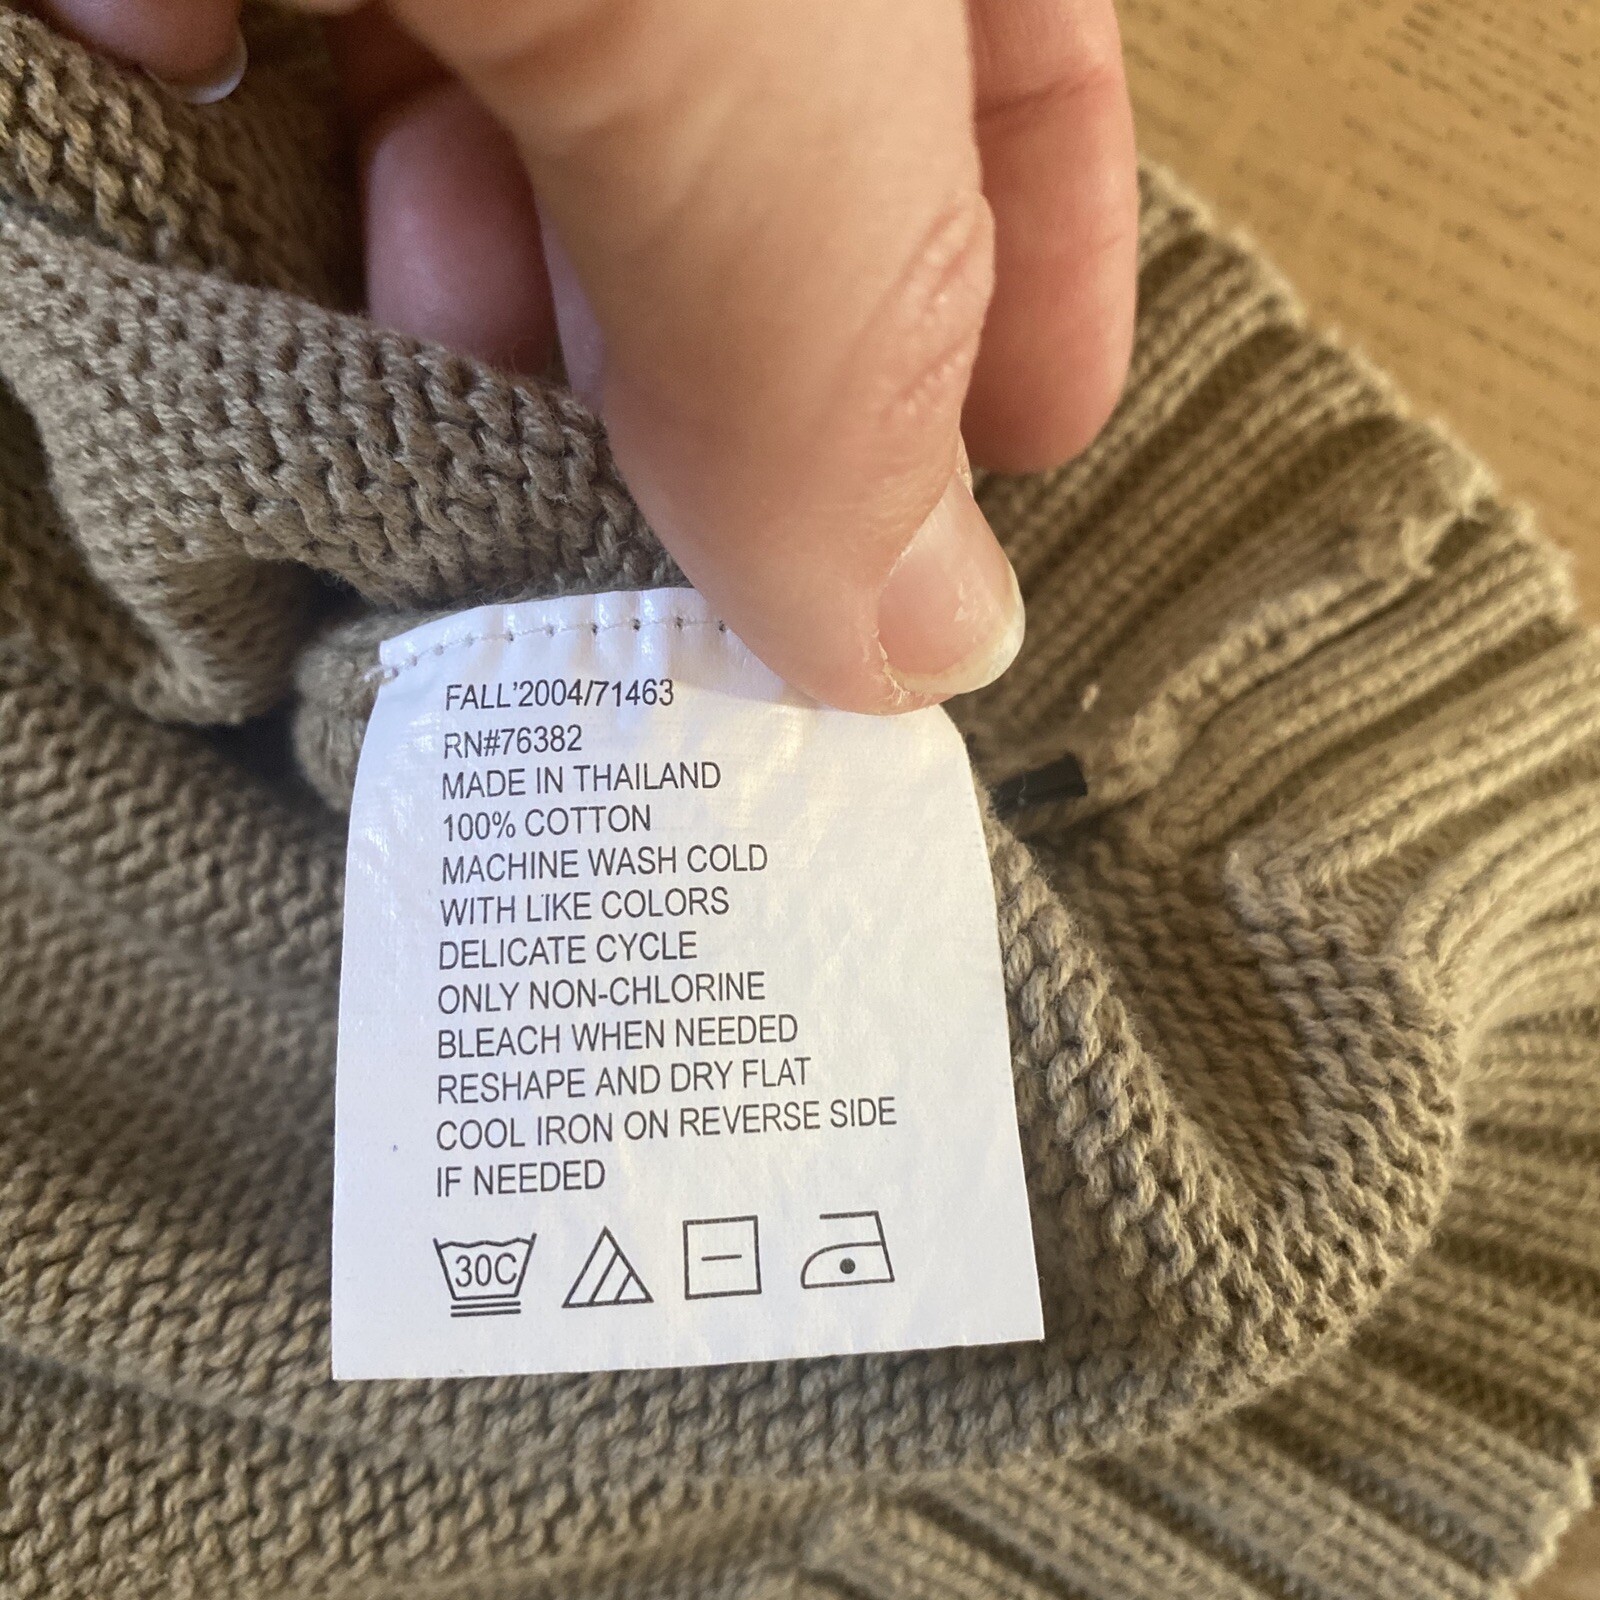 FALL'2004/71463
RN#76382
MADE IN THAILAND
100% COTTON
MACHINE WASH COLD
WITH LIKE COLORS
DELICATE CYCLE
ONLY NON-CHLORINE
BLEACH WHEN NEEDED
RESHAPE AND DRY FLAT
COOL IRON ON REVERSE SIDE
IF NEEDED
30C